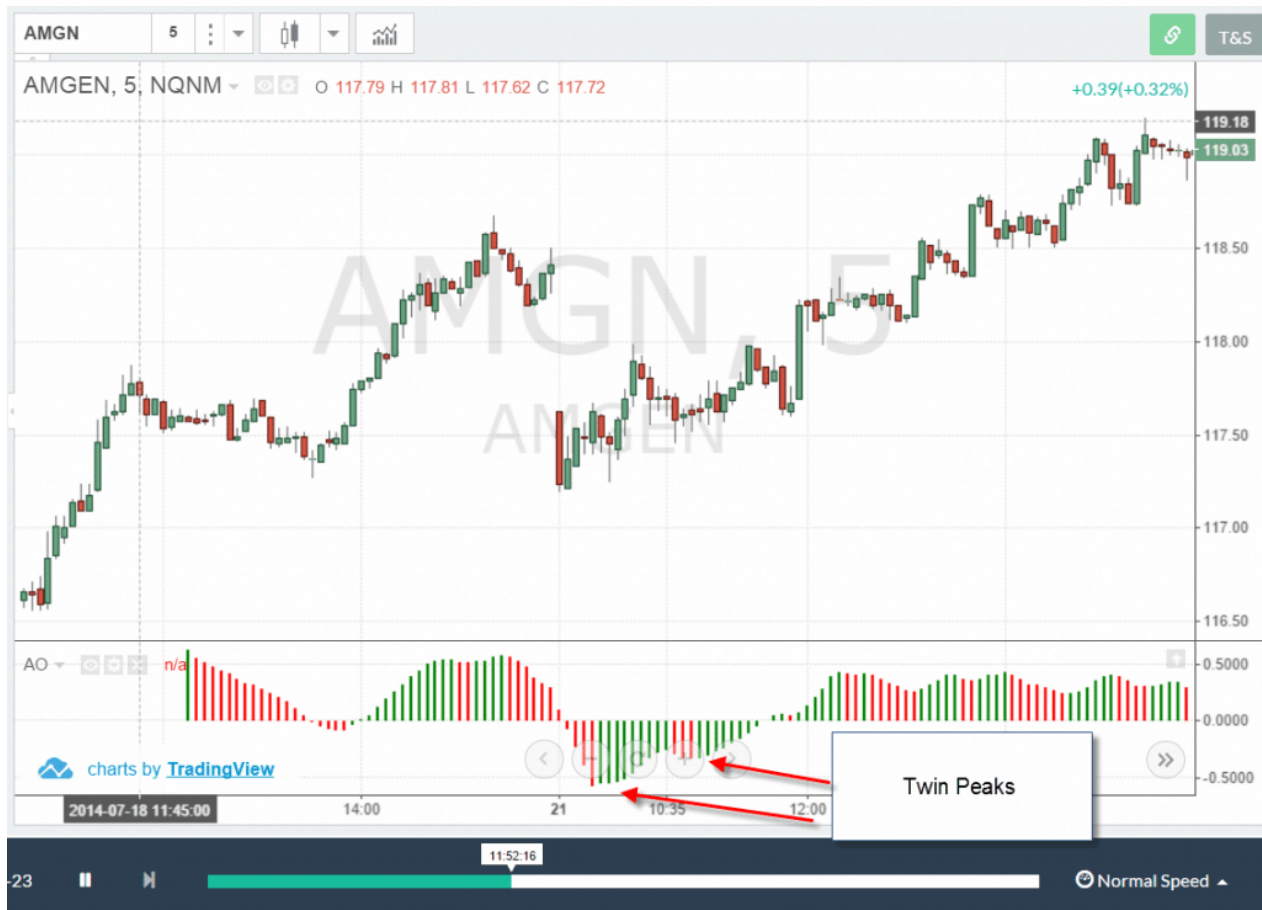 AMGN 5 T&S
AMGEN, 5, NQNM O 117.79 H 117.81 L 117.62 C 117.72 +0.39(+0.32%)
119.18
119.03
118.50
AMGN, 5
118.00
AMGEN
117.50
117.00
116.50
AO n/a 0.5000
0.0000
charts by TradingView
Twin Peaks
-0.5000
2014-07-18 11:45:00 14:00 21 10:35 12:00
11:52:16
-23 Normal Speed